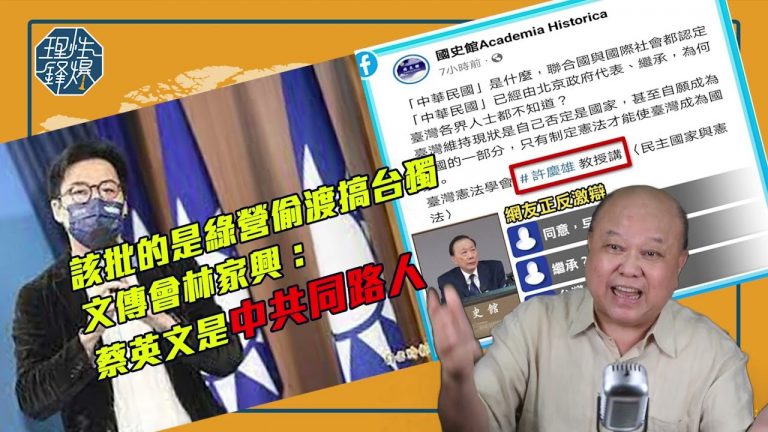 理性
鋒爆
國史館Academia Historica
7小時前
「中華民國」是什麼，聯合國與國際社會都認定
「中華民國」已經由北京政府代表、繼承，為何
臺灣各界人士都不知道？
臺灣維持現狀是自己否定是國家，甚至自願成為
國的一部分，只有制定憲法才能使臺灣成為國
。
臺灣憲法學會 #許慶雄 教授講〈民主國家與憲
法〉
網友正反激辯
同意，
繼承？
史館
該批的是綠營偷渡搞台獨
文傳會林家興：
蔡英文是中共同路人